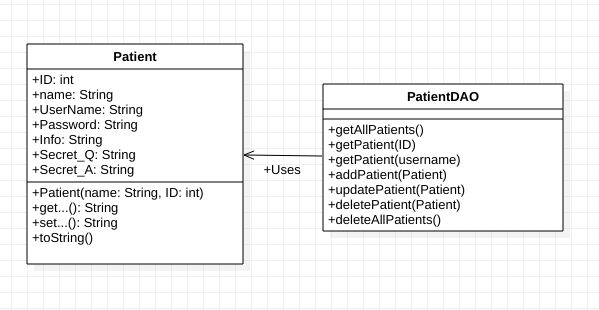 Patient
+ID: int
+name: String
+UserName: String
+Password: String
+Info: String
+Secret_Q: String
+Secret_A: String
+Patient(name: String, ID: int)
+get...(): String
+set...(): String
+toString()
+Uses
PatientDAO
+getAllPatients()
+getPatient(ID)
+getPatient(username)
+addPatient(Patient)
+updatePatient(Patient)
+deletePatient(Patient)
+deleteAllPatients()